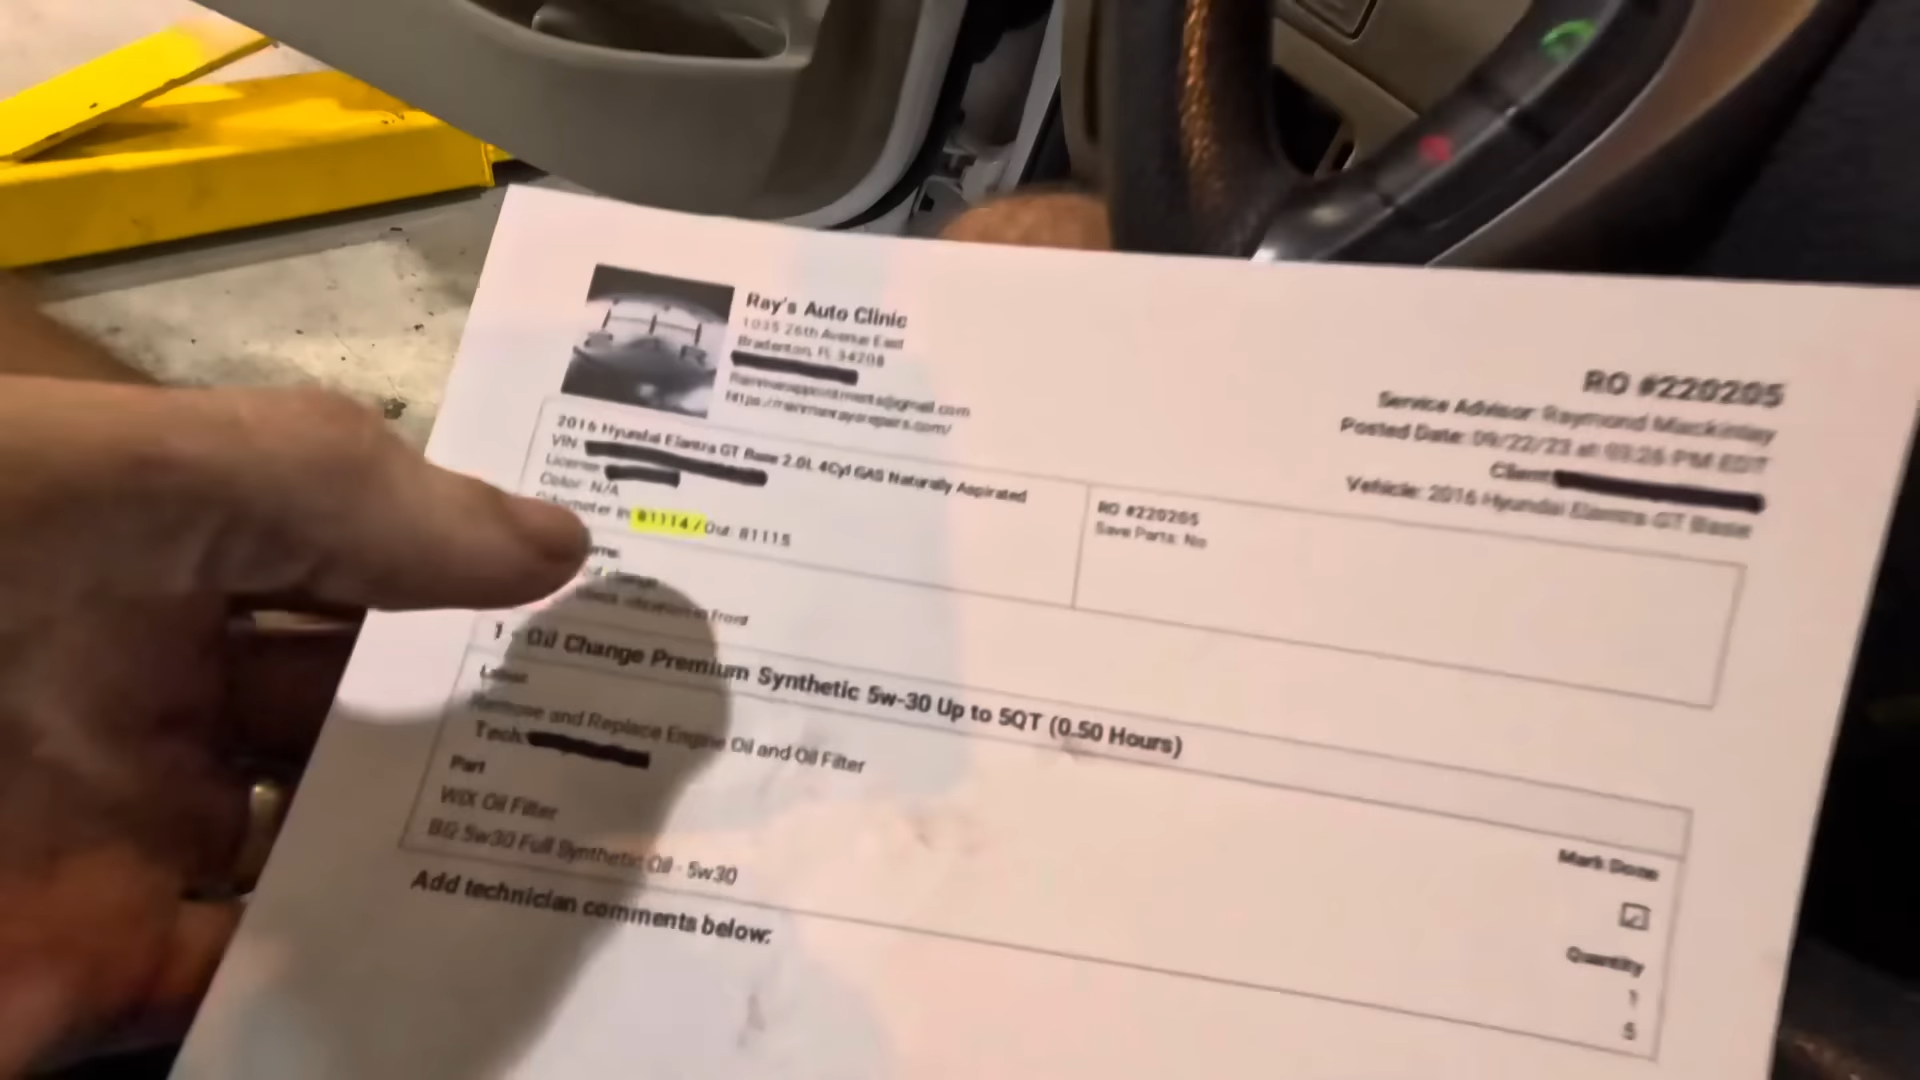 Ray's Auto Clinic
1035 26th Avenue East
Bradenton, FL 34208
RO #220205
Service Advisor: Raymond Mackinlay
Posted Date: 09/22/23 at 03:26 PM EDT
Client:
Vehicle: 2016 Hyundai Elantra GT Base
2016 Hyundai Elantra GT Base 2.0L 4Cyl GAS Naturally Aspirated
VIN:
License:
Color: N/A
81114 / Out: 81115
RO #220205
Save Parts: No
Front
1 - Oil Change Premium Synthetic 5w-30 Up to 5QT (0.50 Hours)
Labor
Remove and Replace Engine Oil and Oil Filter
Tech:
Mark Done
Part
Quantity
WIX Oil Filter
1
BG 5w30 Full Synthetic Oil - 5w30
5
Add technician comments below: